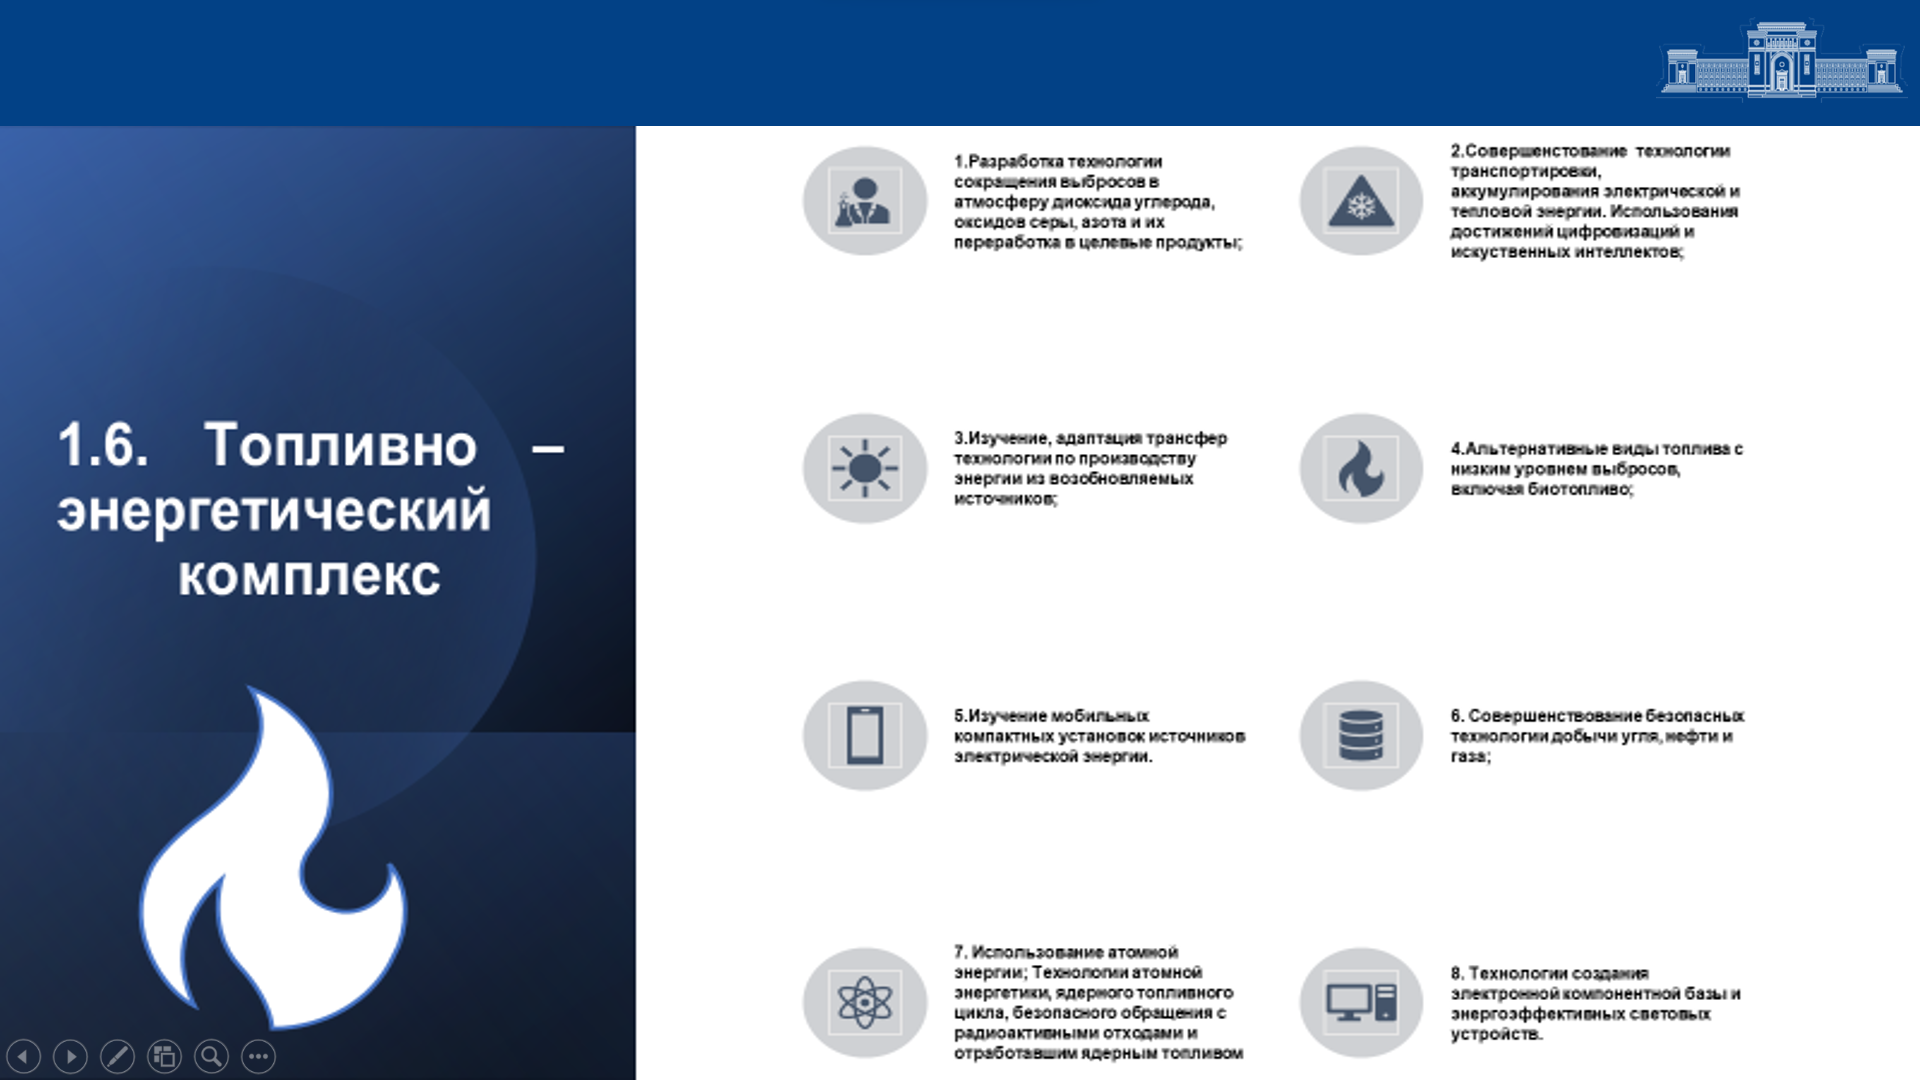 1.6. Топливно –
энергетический
комплекс
1.Разработка технологии
сокращения выбросов в
атмосферу диоксида углерода,
оксидов серы, азота и их
переработка в целевые продукты;
2.Совершенстование технологии
транспортировки,
аккумулирования электрической и
тепловой энергии. Использования
достижений цифровизаций и
искуственных интеллектов;
3.Изучение, адаптация трансфер
технологии по производству
энергии из возобновляемых
источников;
4.Альтернативные виды топлива с
низким уровнем выбросов,
включая биотопливо;
5.Изучение мобильных
компактных установок источников
электрической энергии.
6. Совершенствование безопасных
технологии добычи угля, нефти и
газа;
7. Использование атомной
энергии; Технологии атомной
энергетики, ядерного топливного
цикла, безопасного обращения с
радиоактивными отходами и
отработавшим ядерным топливом
8. Технологии создания
электронной компонентной базы и
энергоэффективных световых
устройств.